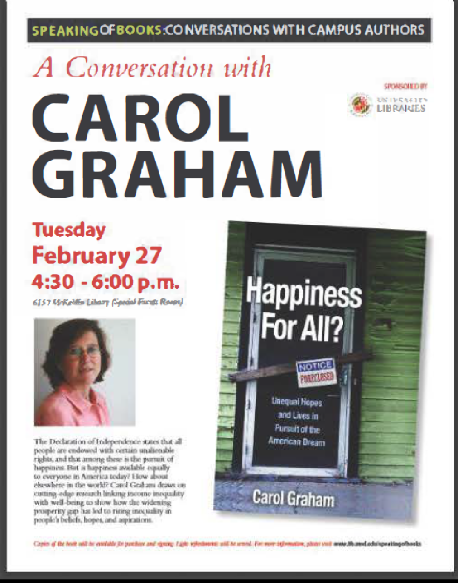 SPEAKINGOFBOOKS:CONVERSATIONS WITH CAMPUS AUTHORS
A Conversation with
SPONSORED BY
UNIVERSITY
LIBRARIES
CAROL
GRAHAM
Tuesday
February 27
4:30 - 6:00 p.m.
6137 McKeldin Library (Special Events Room)
Happiness
For All?
NOTICE
FORECLOSED
Unequal Hopes
and Lives in
Pursuit of the
American Dream
Carol Graham
The Declaration of Independence states that all
people are endowed with certain unalienable
rights, and that among these is the pursuit of
happiness. But is happiness available equally
to everyone in America today? How about
elsewhere in the world? Carol Graham draws on
cutting-edge research linking income inequality
with well-being to show how the widening
prosperity gap has led to rising inequality in
people's beliefs, hopes, and aspirations.
Copies of the book will be available for purchase and signing. Light refreshments will be served. For more information, please visit www.lib.umd.edu/speakingofbooks